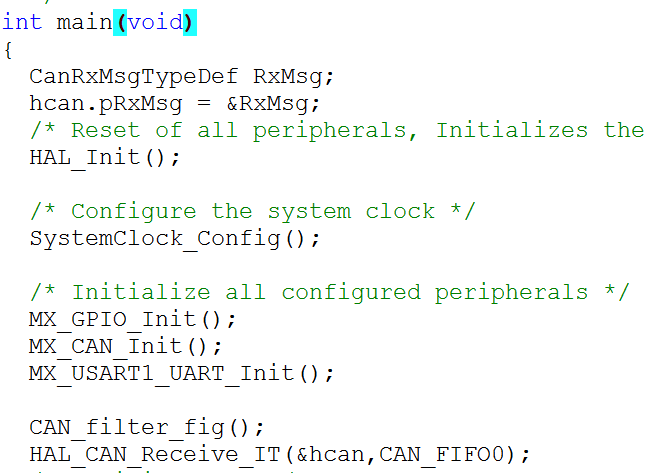 int main(void)
{
CanRxMsgTypeDef RxMsg;
hcan.pRxMsg = &RxMsg;
/* Reset of all peripherals, Initializes the
HAL_Init();
/* Configure the system clock */
SystemClock_Config();
/* Initialize all configured peripherals */
MX_GPIO_Init();
MX_CAN_Init();
MX_USART1_UART_Init();
CAN_filter_fig();
HAL_CAN_Receive_IT(&hcan,CAN_FIFO0);